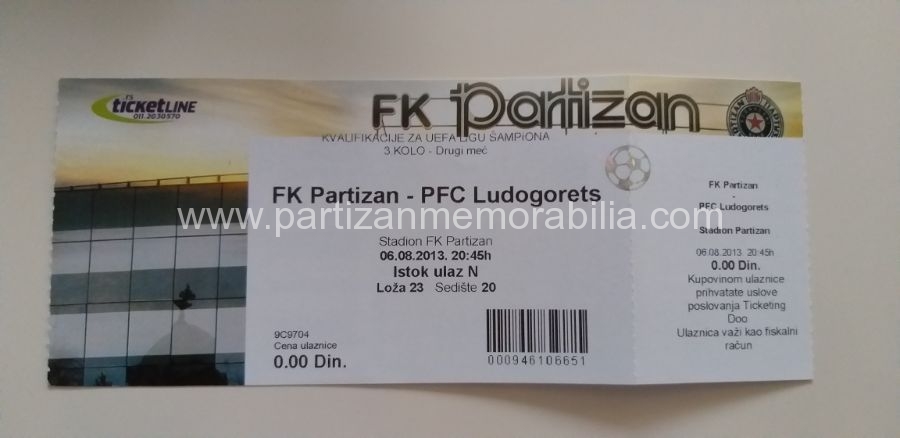 rs
ticketLINE
011 2030570
FK Partizan
KVALIFIKACIJE ZA UEFA LIGU ŠAMPIONA
3 KOLO - Drugi meč
FK Partizan - PFC Ludogorets
www.partizanmemorabilia.com
Stadion FK Partizan
06.08.2013. 20:45h
Istok ulaz N
Loža 23 Sedište 20
9C9704
Cena ulaznice
0.00 Din.
000946106651
FK Partizan
-
PFC Ludogorets
Stadion Partizan
06.08.2013. 20:45h
0.00 Din.
Kupovinom ulaznice
prihvatate uslove
poslovanja Ticketing
Doo
Ulaznica važi kao fiskalni
račun